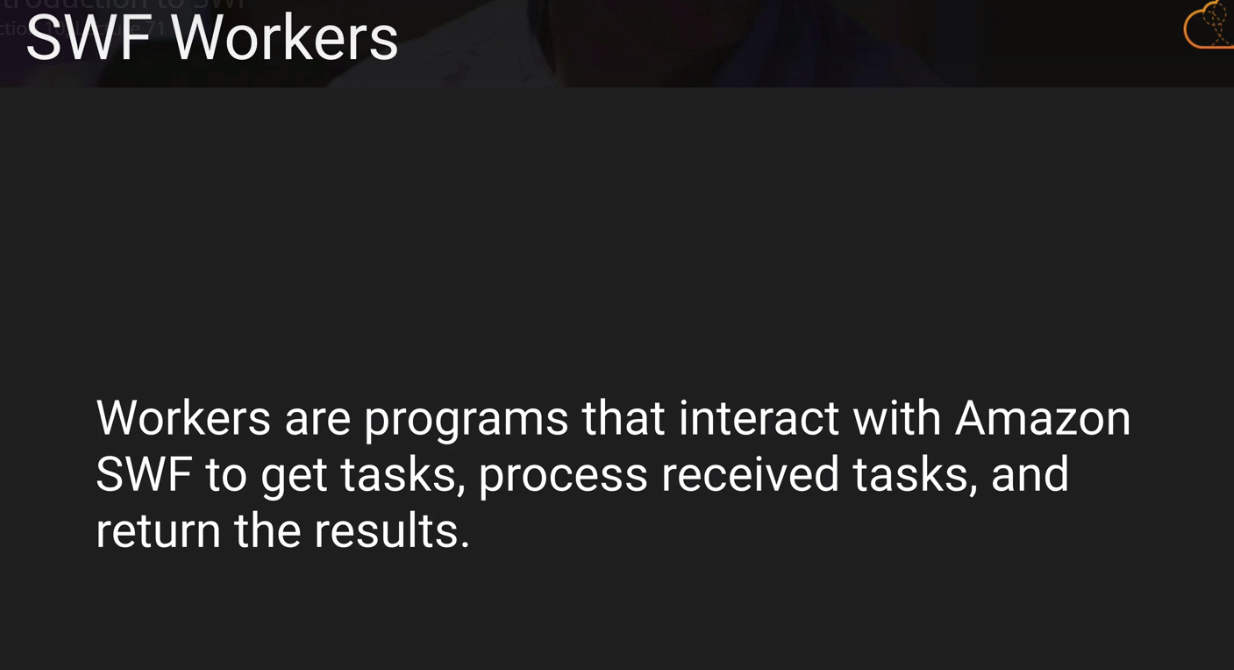 SWF Workers
Workers are programs that interact with Amazon
SWF to get tasks, process received tasks, and
return the results.